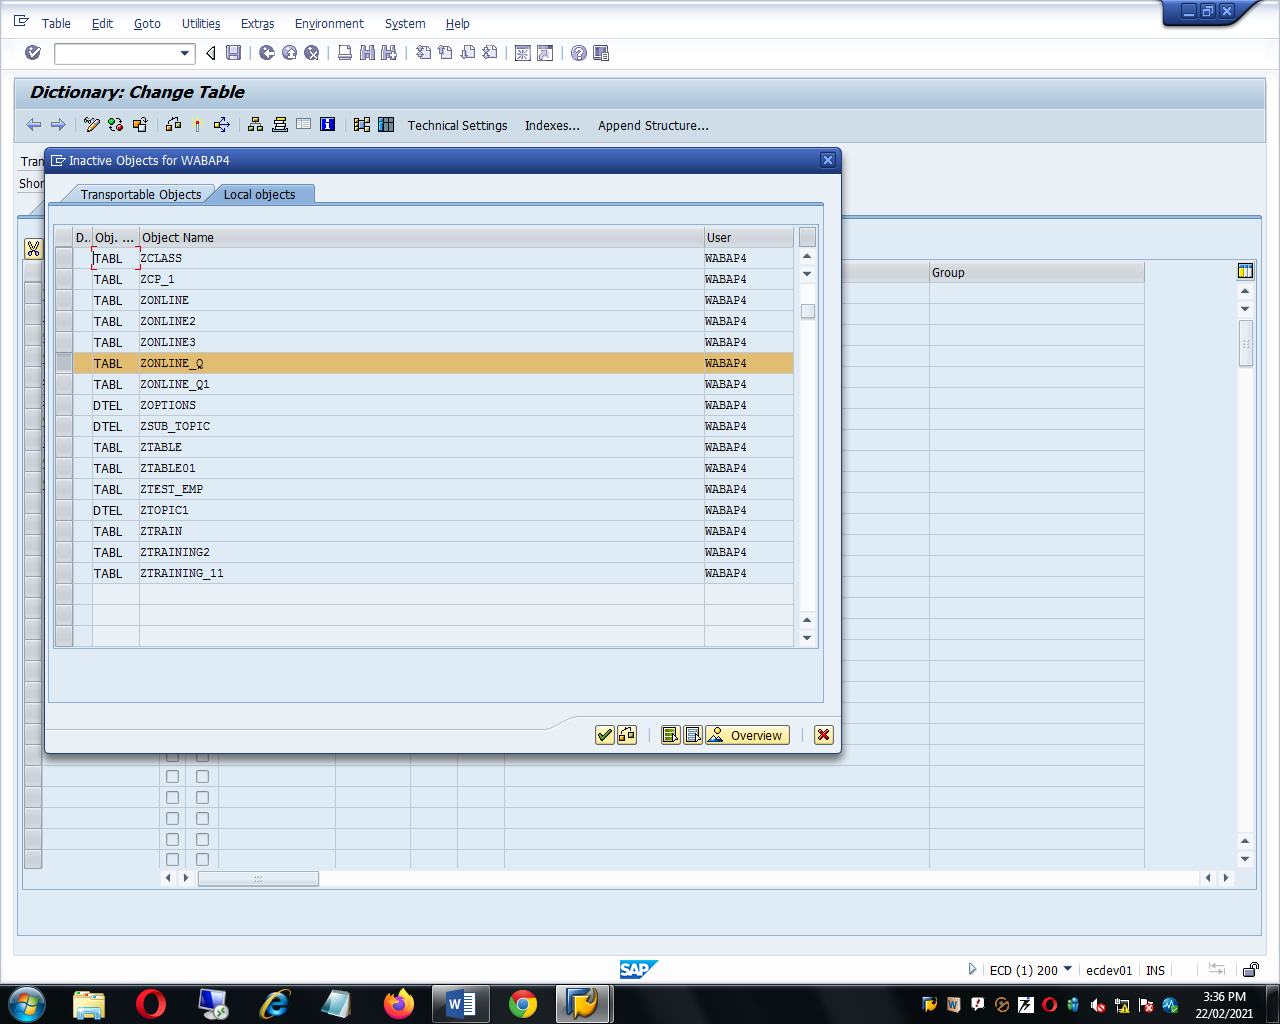 Table Edit Goto Utilities Extras Environment System Help
Dictionary: Change Table
Technical Settings Indexes... Append Structure...
Tran
Shor
Inactive Objects for WABAP4
Transportable Objects Local objects
D.. Obj. ... Object Name User
TABL ZCLASS WABAP4
TABL ZCP_1 WABAP4
TABL ZONLINE WABAP4
TABL ZONLINE2 WABAP4
TABL ZONLINE3 WABAP4
TABL ZONLINE_Q WABAP4
TABL ZONLINE_Q1 WABAP4
DTEL ZOPTIONS WABAP4
DTEL ZSUB_TOPIC WABAP4
TABL ZTABLE WABAP4
TABL ZTABLE01 WABAP4
TABL ZTEST_EMP WABAP4
DTEL ZTOPIC1 WABAP4
TABL ZTRAIN WABAP4
TABL ZTRAINING2 WABAP4
TABL ZTRAINING_11 WABAP4
Group
Overview
SAP
ECD (1) 200 ecdev01 INS
3:36 PM
22/02/2021